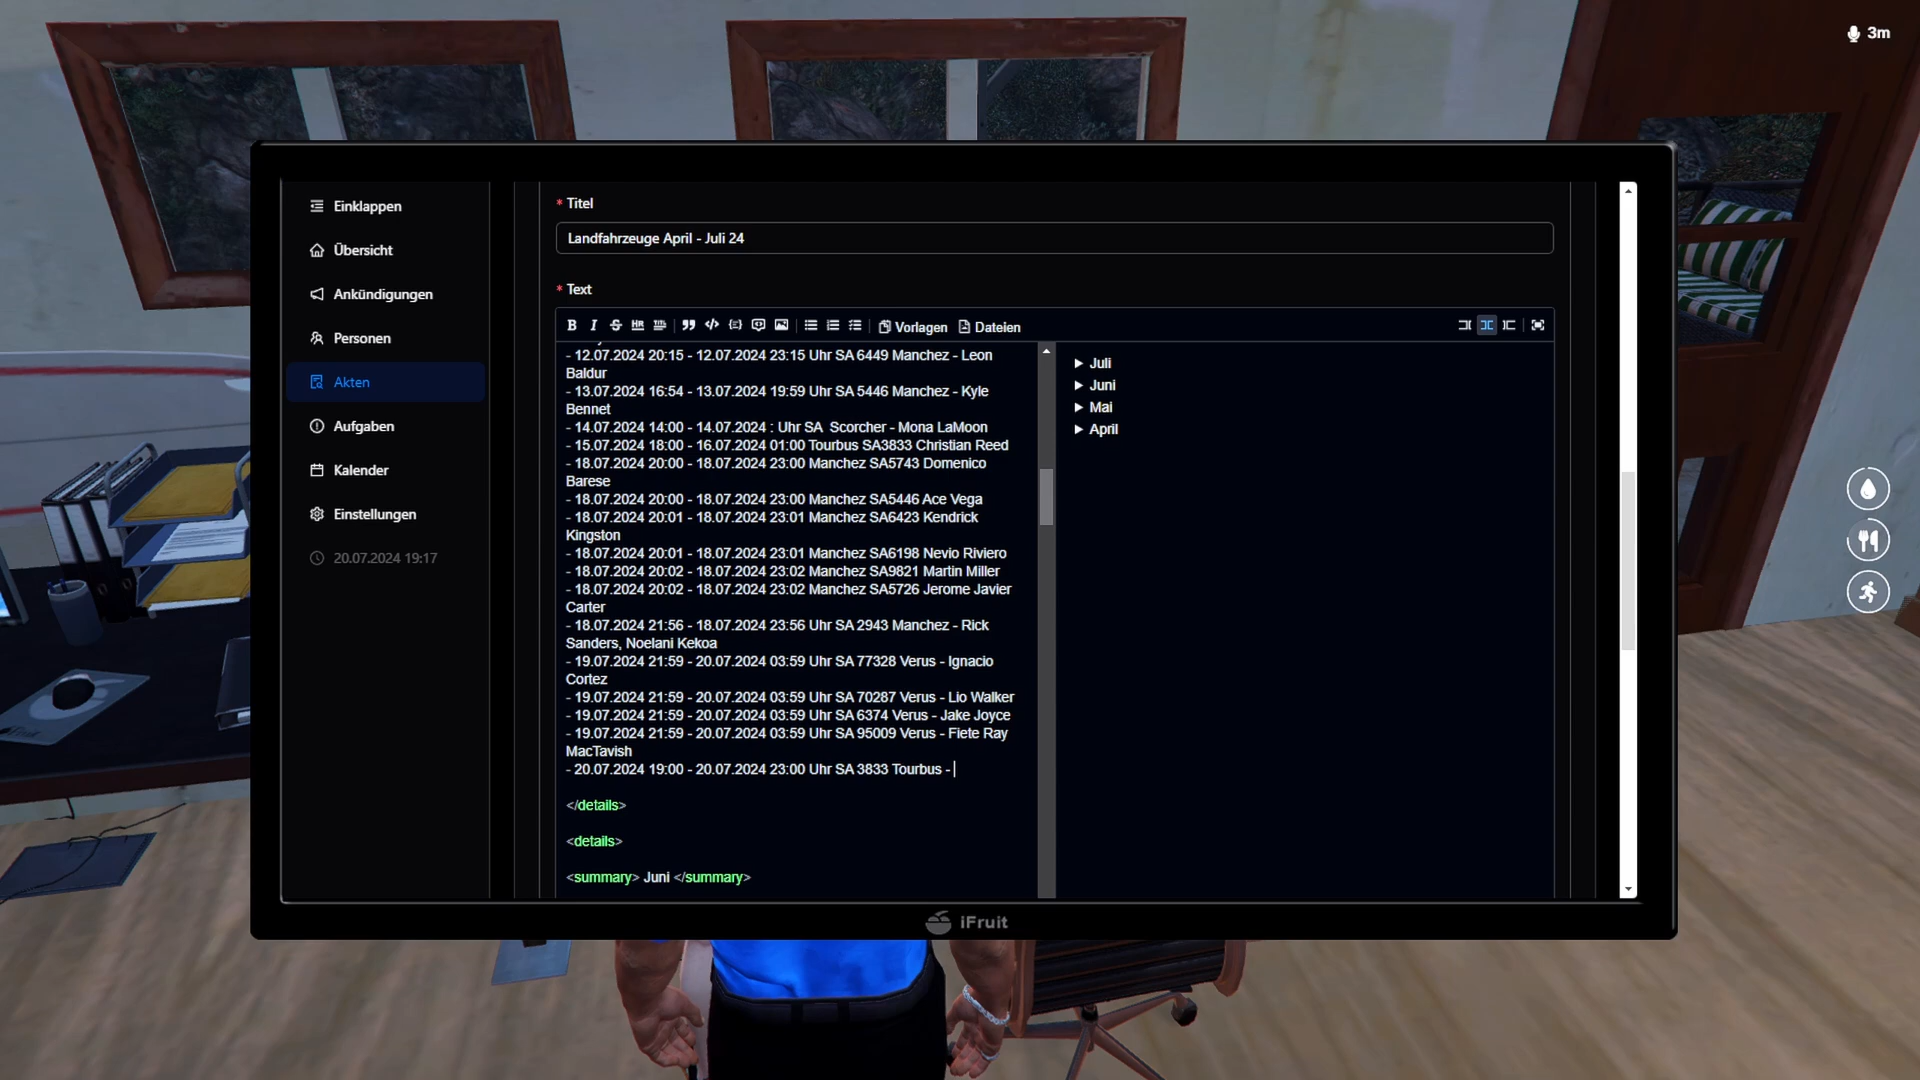 3m
Einklappen
Übersicht
Ankündigungen
Personen
Akten
Aufgaben
Kalender
Einstellungen
20.07.2024 19:17
* Titel
Landfahrzeuge April - Juli 24
* Text
Vorlagen Dateien
- 12.07.2024 20:15 - 12.07.2024 23:15 Uhr SA 6449 Manchez - Leon
Baldur
- 13.07.2024 16:54 - 13.07.2024 19:59 Uhr SA 5446 Manchez - Kyle
Bennet
- 14.07.2024 14:00 - 14.07.2024 : Uhr SA  Scorcher - Mona LaMoon
- 15.07.2024 18:00 - 16.07.2024 01:00 Tourbus SA3833 Christian Reed
- 18.07.2024 20:00 - 18.07.2024 23:00 Manchez SA5743 Domenico
Barese
- 18.07.2024 20:00 - 18.07.2024 23:00 Manchez SA5446 Ace Vega
- 18.07.2024 20:01 - 18.07.2024 23:01 Manchez SA6423 Kendrick
Kingston
- 18.07.2024 20:01 - 18.07.2024 23:01 Manchez SA6198 Nevio Riviero
- 18.07.2024 20:02 - 18.07.2024 23:02 Manchez SA9821 Martin Miller
- 18.07.2024 20:02 - 18.07.2024 23:02 Manchez SA5726 Jerome Javier
Carter
- 18.07.2024 21:56 - 18.07.2024 23:56 Uhr SA 2943 Manchez - Rick
Sanders, Noelani Kekoa
- 19.07.2024 21:59 - 20.07.2024 03:59 Uhr SA 77328 Verus - Ignacio
Cortez
- 19.07.2024 21:59 - 20.07.2024 03:59 Uhr SA 70287 Verus - Lio Walker
- 19.07.2024 21:59 - 20.07.2024 03:59 Uhr SA 6374 Verus - Jake Joyce
- 19.07.2024 21:59 - 20.07.2024 03:59 Uhr SA 95009 Verus - Fiete Ray
MacTavish
- 20.07.2024 19:00 - 20.07.2024 23:00 Uhr SA 3833 Tourbus -
</details>
<details>
<summary> Juni </summary>
Juli
Juni
Mai
April
iFruit